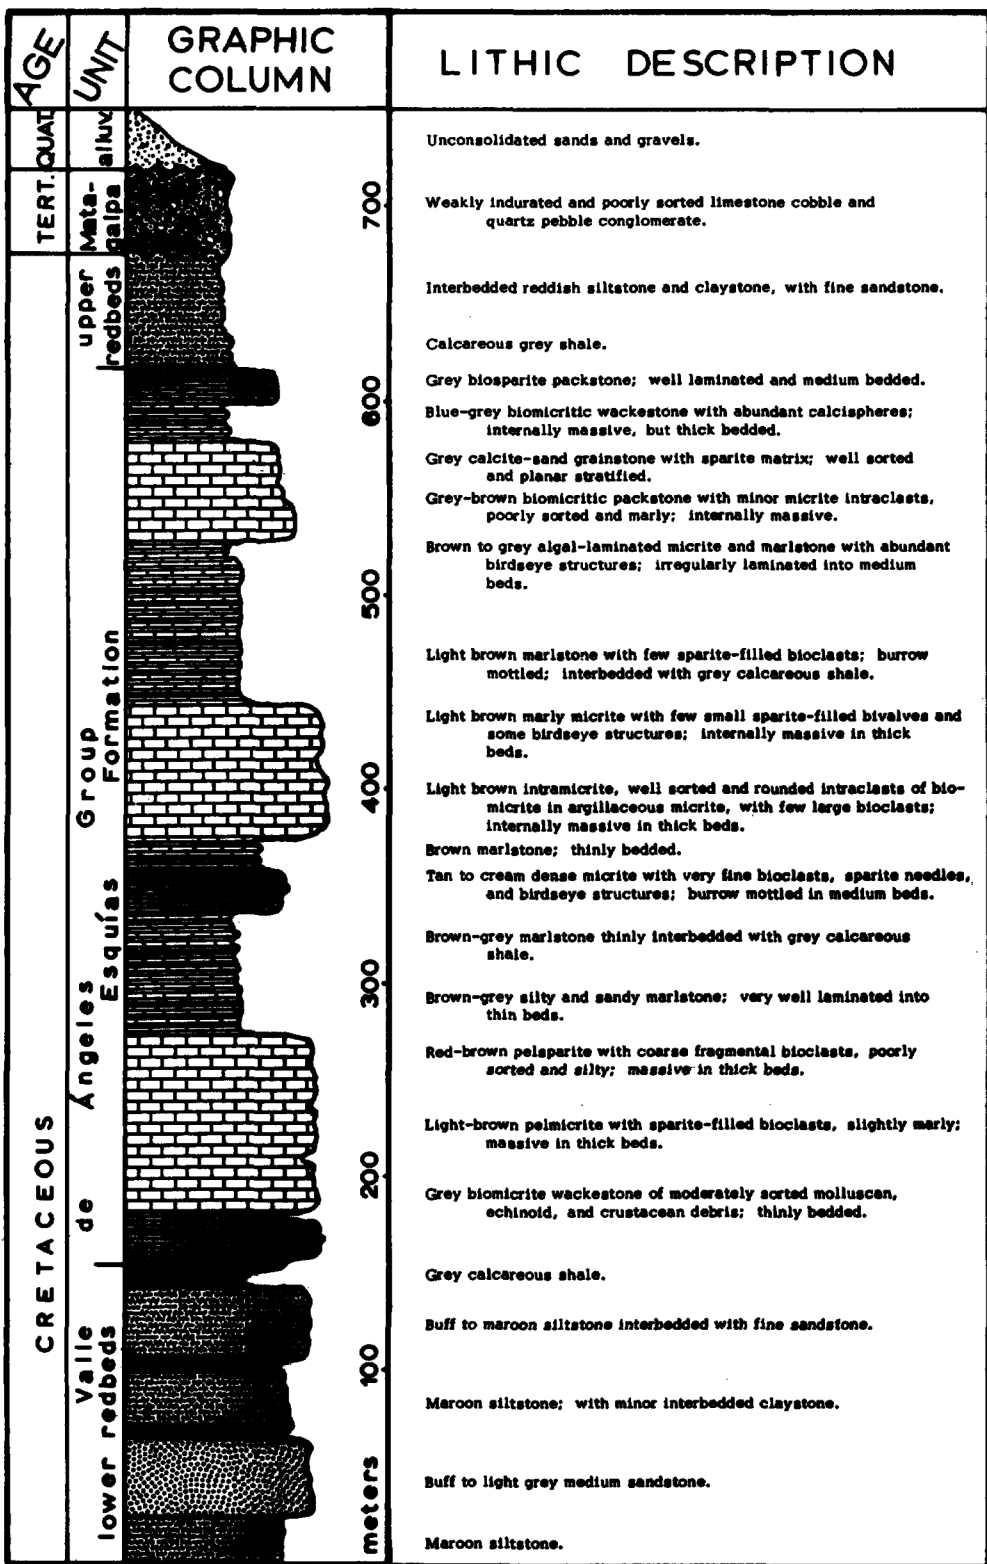 AGE
UNIT
GRAPHIC
COLUMN
LITHIC DESCRIPTION
QUAT.
TERT.
CRETACEOUS
alluv.
Mata-
galpa
upper
redbeds
Valle de Ángeles Group
Esquías Formation
lower redbeds
700
600
500
400
300
200
100
meters
Unconsolidated sands and gravels.
Weakly indurated and poorly sorted limestone cobble and
quartz pebble conglomerate.
Interbedded reddish siltstone and claystone, with fine sandstone.
Calcareous grey shale.
Grey biosparite packstone; well laminated and medium bedded.
Blue-grey biomicritic wackestone with abundant calcispheres;
internally massive, but thick bedded.
Grey calcite-sand grainstone with sparite matrix; well sorted
and planar stratified.
Grey-brown biomicritic packstone with minor micrite intraclasts,
poorly sorted and marly; internally massive.
Brown to grey algal-laminated micrite and marlstone with abundant
birdseye structures; irregularly laminated into medium
beds.
Light brown marlstone with few sparite-filled bioclasts; burrow
mottled; interbedded with grey calcareous shale.
Light brown marly micrite with few small sparite-filled bivalves and
some birdseye structures; internally massive in thick
beds.
Light brown intramicrite, well sorted and rounded intraclasts of bio-
micrite in argillaceous micrite, with few large bioclasts;
internally massive in thick beds.
Brown marlstone; thinly bedded.
Tan to cream dense micrite with very fine bioclasts, sparite needles,
and birdseye structures; burrow mottled in medium beds.
Brown-grey marlstone thinly interbedded with grey calcareous
shale.
Brown-grey silty and sandy marlstone; very well laminated into
thin beds.
Red-brown pelsparite with coarse fragmental bioclasts, poorly
sorted and silty; massive in thick beds.
Light-brown pelmicrite with sparite-filled bioclasts, slightly marly;
massive in thick beds.
Grey biomicrite wackestone of moderately sorted molluscan,
echinoid, and crustacean debris; thinly bedded.
Grey calcareous shale.
Buff to maroon siltstone interbedded with fine sandstone.
Maroon siltstone; with minor interbedded claystone.
Buff to light grey medium sandstone.
Maroon siltstone.